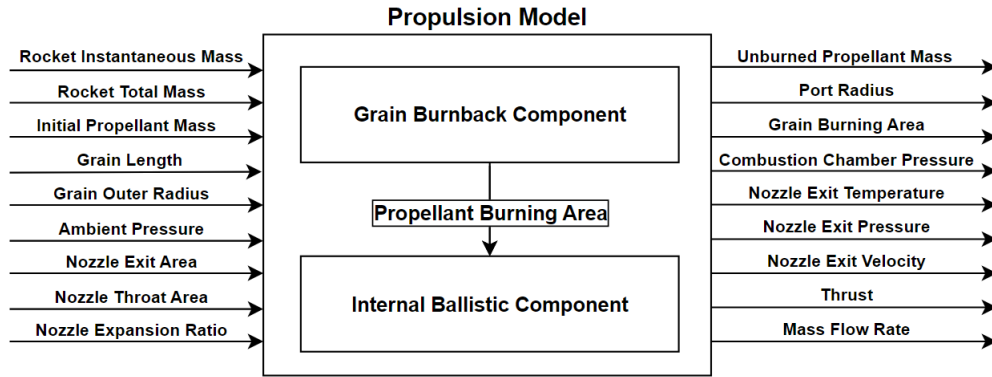 Propulsion Model
Rocket Instantaneous Mass
Rocket Total Mass
Initial Propellant Mass
Grain Length
Grain Outer Radius
Ambient Pressure
Nozzle Exit Area
Nozzle Throat Area
Nozzle Expansion Ratio
Grain Burnback Component
Propellant Burning Area
Internal Ballistic Component
Unburned Propellant Mass
Port Radius
Grain Burning Area
Combustion Chamber Pressure
Nozzle Exit Temperature
Nozzle Exit Pressure
Nozzle Exit Velocity
Thrust
Mass Flow Rate